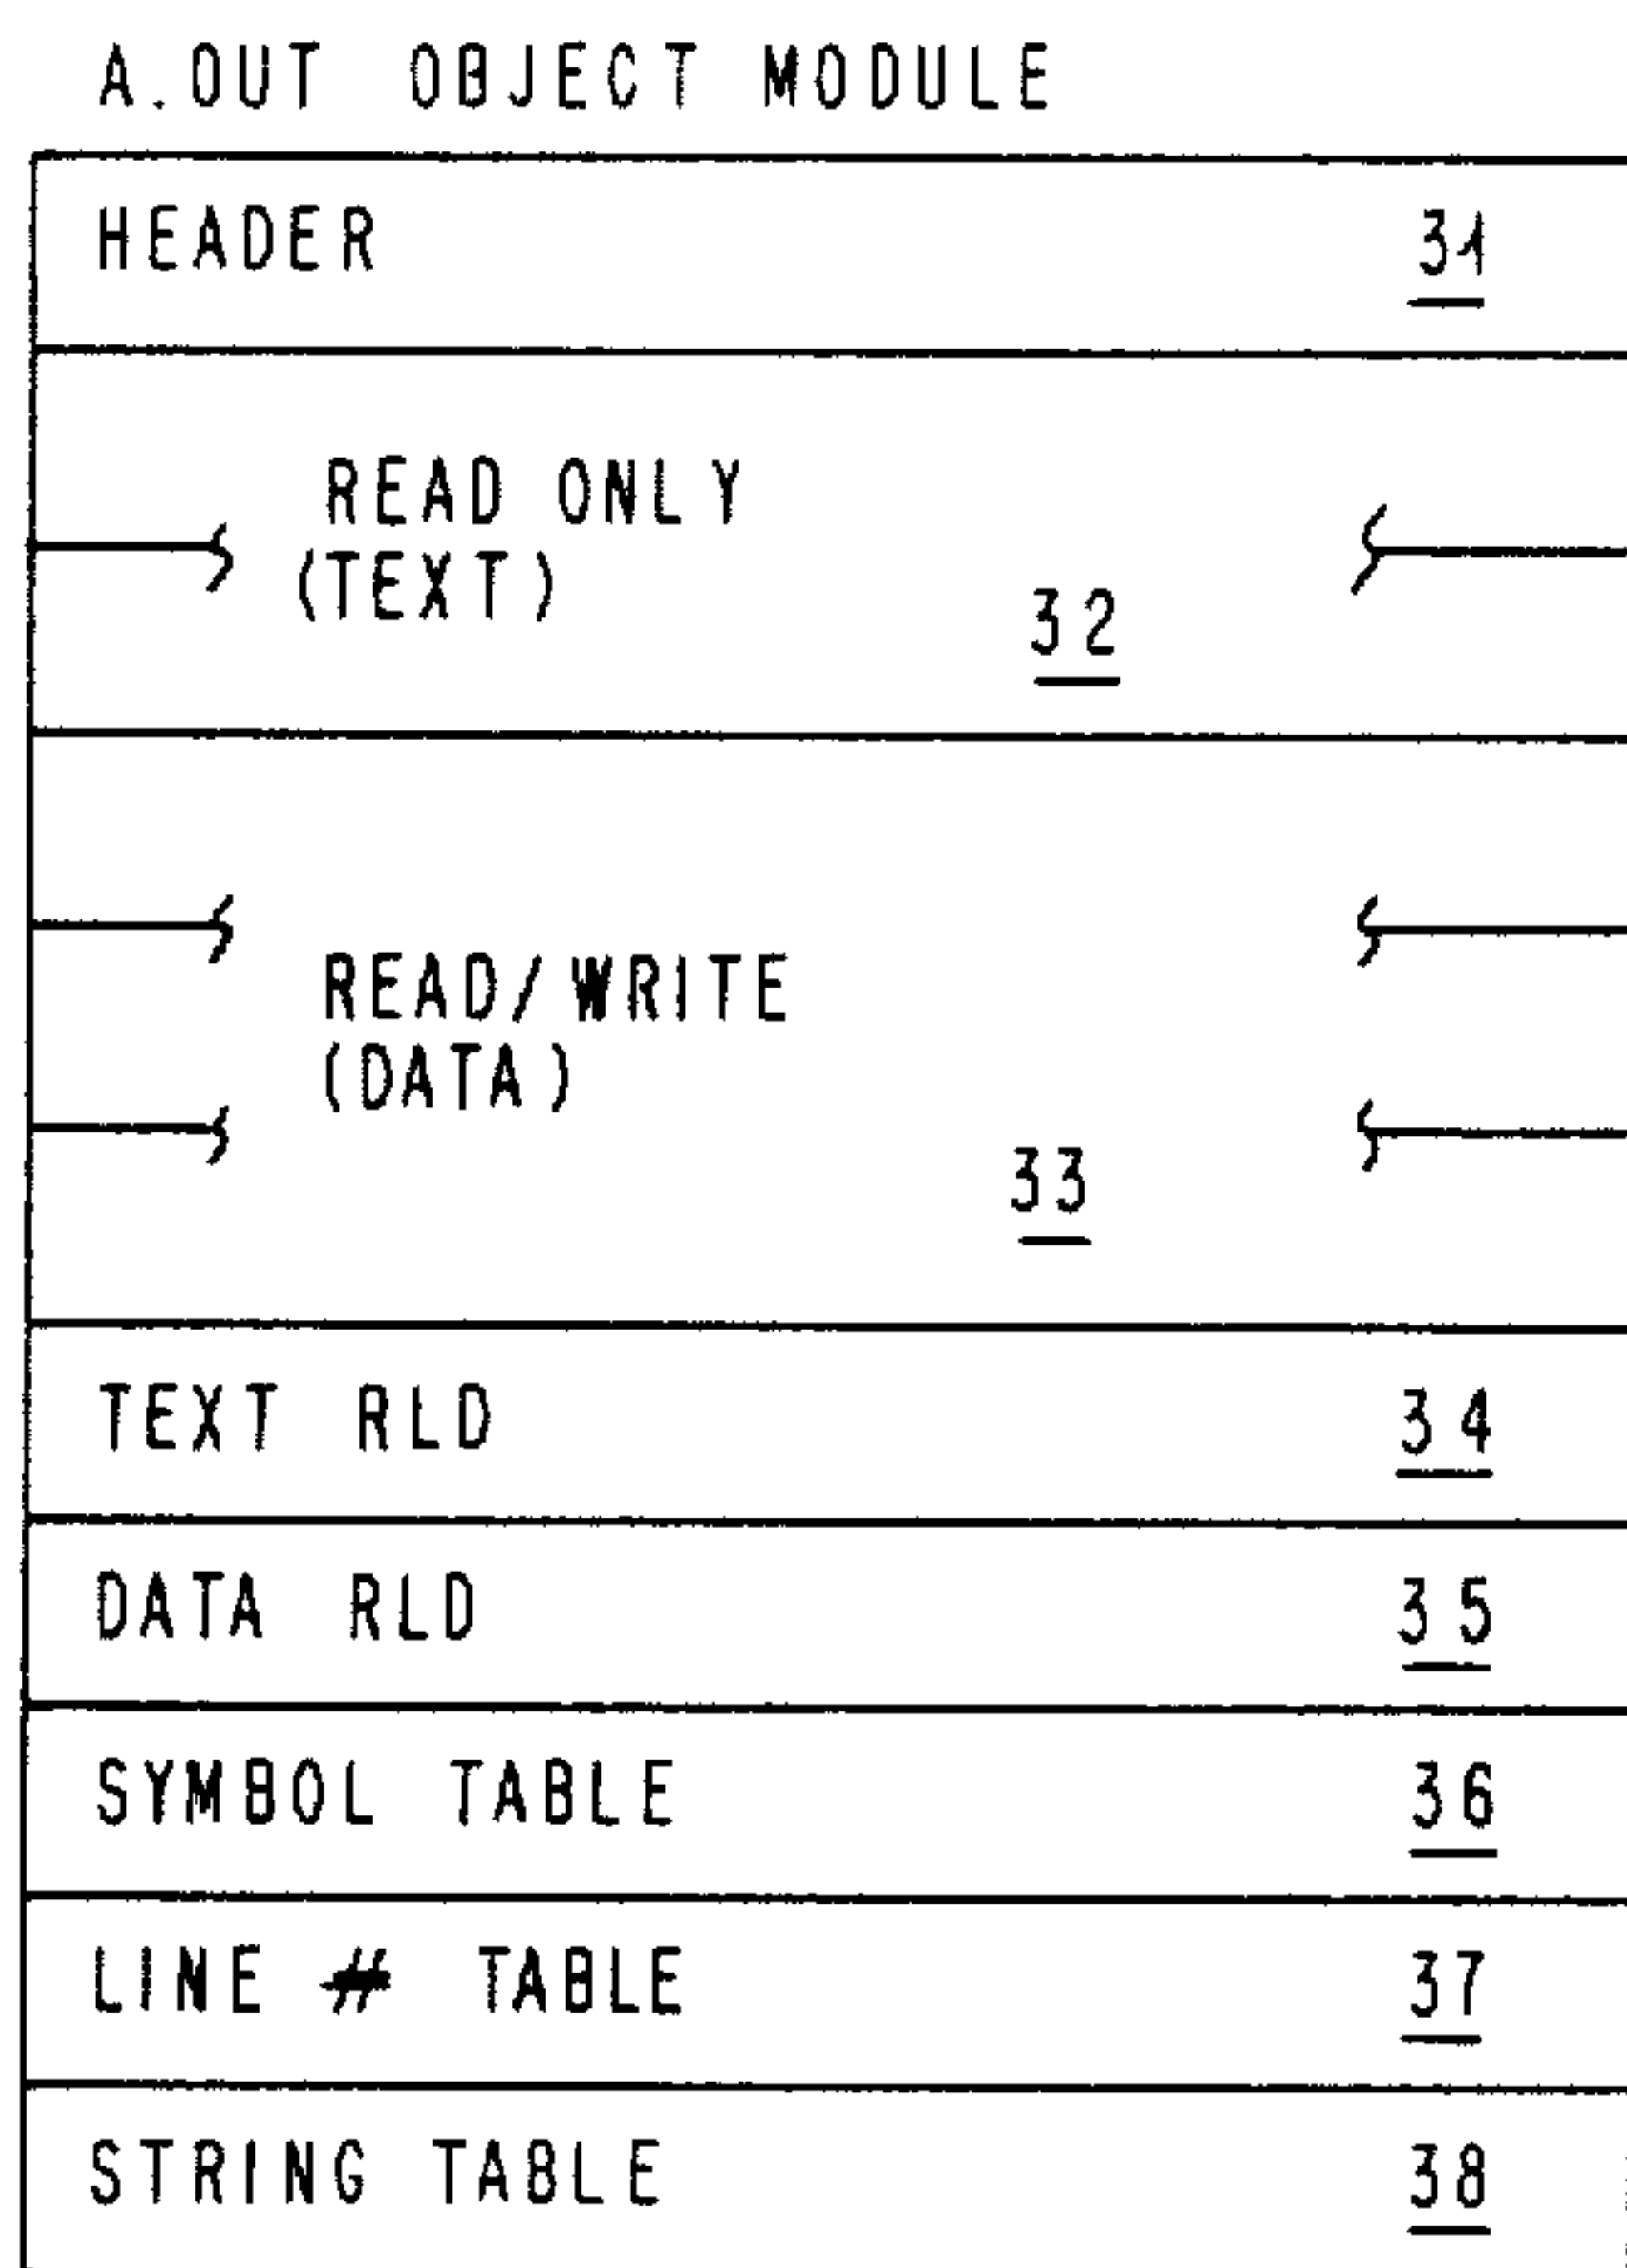 A.OUT OBJECT MODULE
HEADER 31
READ ONLY
(TEXT)
32
READ/WRITE
(DATA)
33
TEXT RLD 34
DATA RLD 35
SYMBOL TABLE 36
LINE # TABLE 37
STRING TABLE 38